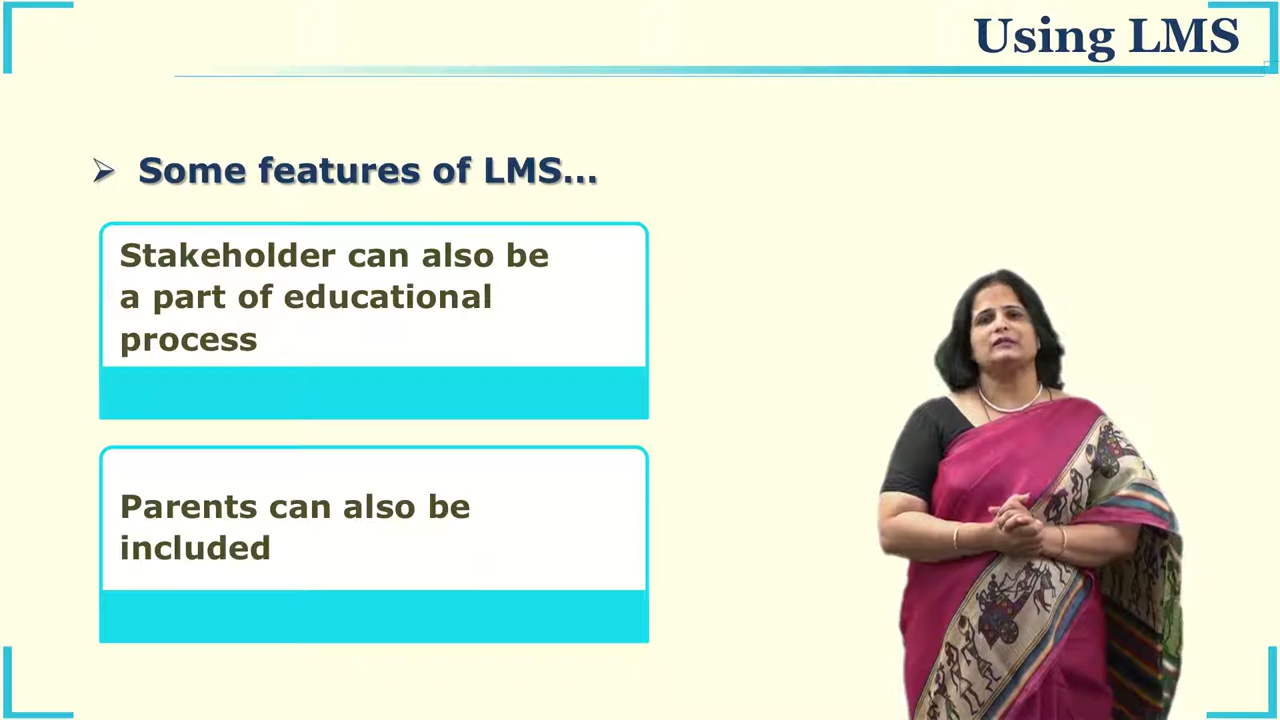 Using LMS
Some features of LMS...
Stakeholder can also be
a part of educational
process
Parents can also be
included